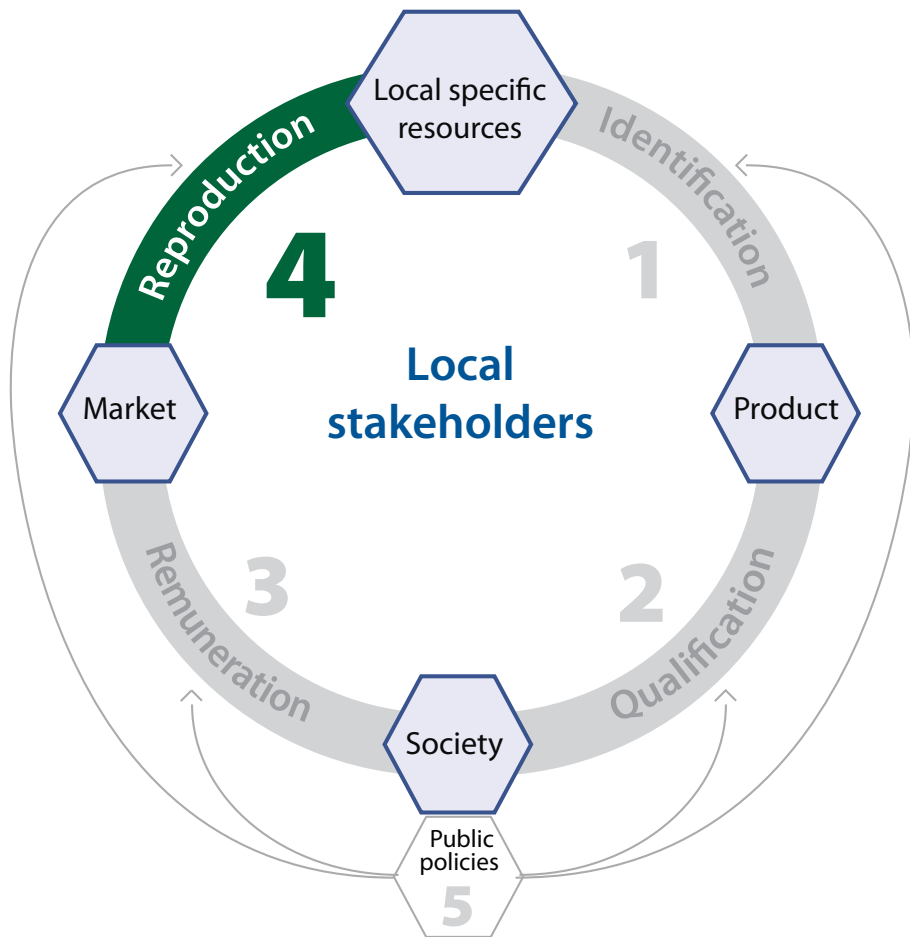 Local specific
resources
Identification
1
Product
Qualification
2
Society
Remuneration
3
Market
Reproduction
4
Local
stakeholders
Public
policies
5